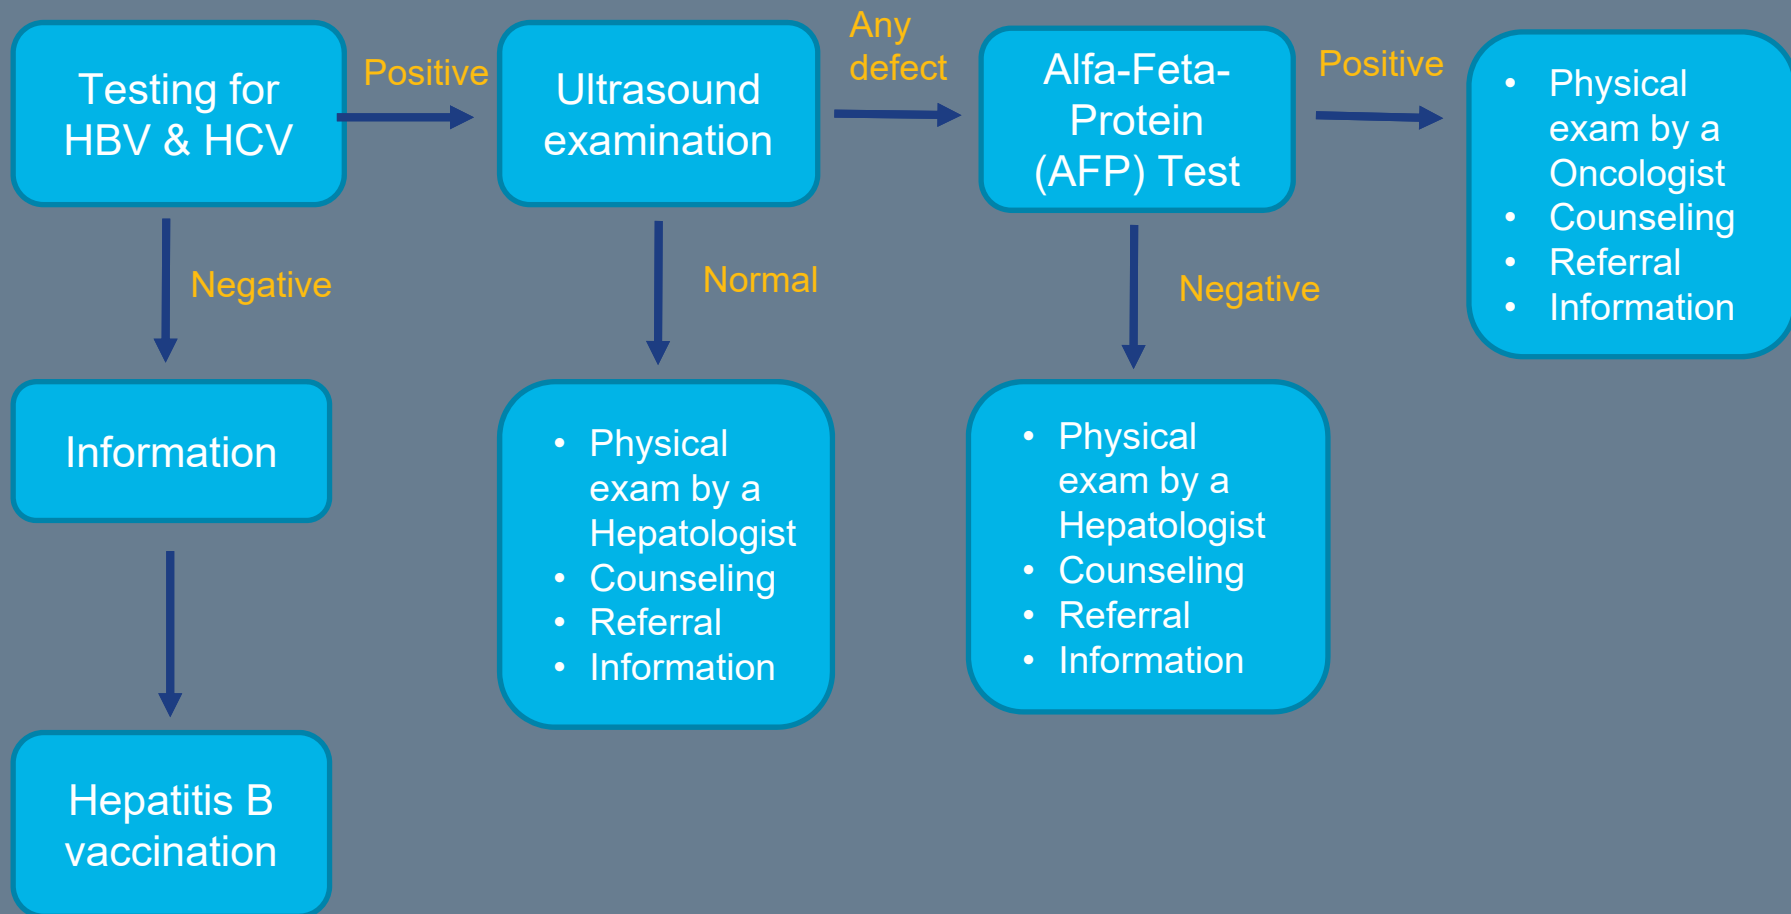 Testing for
HBV & HCV
Positive
Ultrasound
examination
Any
defect
Alfa-Feta-
Protein
(AFP) Test
Positive
• Physical
exam by a
Oncologist
• Counseling
• Referral
• Information
Negative
Normal
Negative
Information
• Physical
exam by a
Hepatologist
• Counseling
• Referral
• Information
• Physical
exam by a
Hepatologist
• Counseling
• Referral
• Information
Hepatitis B
vaccination